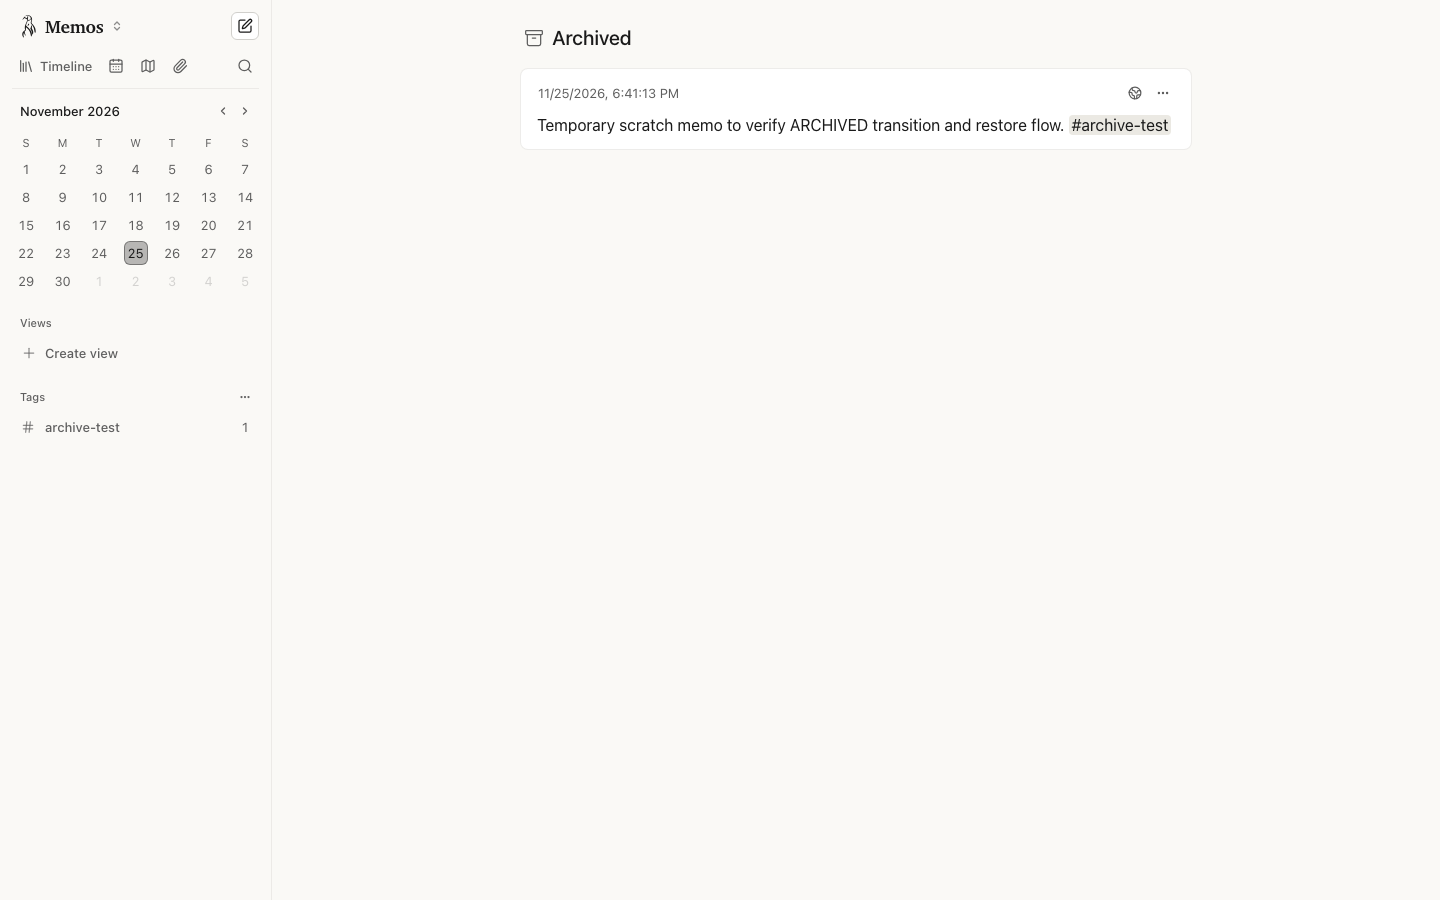 Memos
Timeline
November 2026
S M T W T F S
1 2 3 4 5 6 7
8 9 10 11 12 13 14
15 16 17 18 19 20 21
22 23 24 25 26 27 28
29 30 1 2 3 4 5
Views
Create view
Tags
archive-test 1
Archived
11/25/2026, 6:41:13 PM
Temporary scratch memo to verify ARCHIVED transition and restore flow. #archive-test